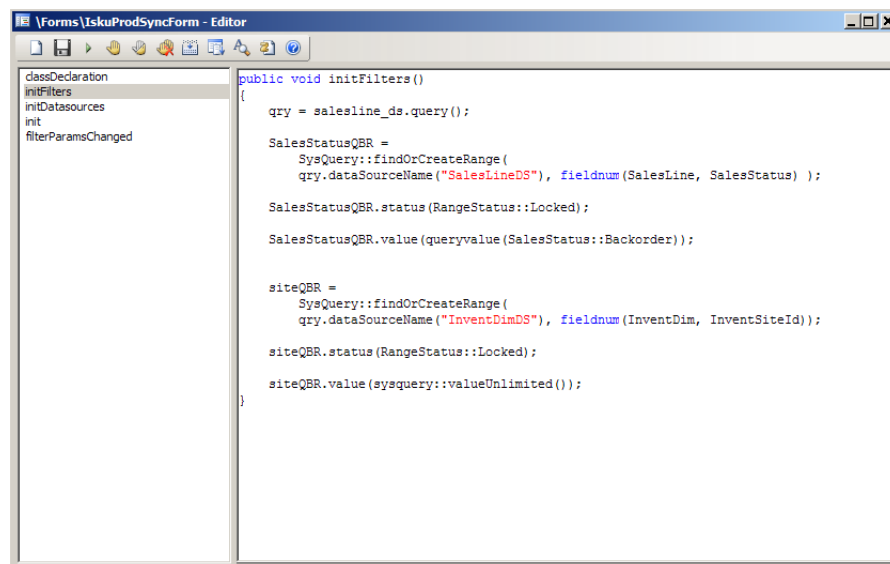 \Forms\IskuProdSyncForm - Editor
classDeclaration
initFilters
initDatasources
init
filterParamsChanged
public void initFilters()
{
    qry = salesline_ds.query();
    SalesStatusQBR =
        SysQuery::findOrCreateRange(
        qry.dataSourceName("SalesLineDS"), fieldnum(SalesLine, SalesStatus) );
    SalesStatusQBR.status(RangeStatus::Locked);
    SalesStatusQBR.value(queryvalue(SalesStatus::Backorder));
    siteQBR =
        SysQuery::findOrCreateRange(
        qry.dataSourceName("InventDimDS"), fieldnum(InventDim, InventSiteId));
    siteQBR.status(RangeStatus::Locked);
    siteQBR.value(sysquery::valueUnlimited());
}